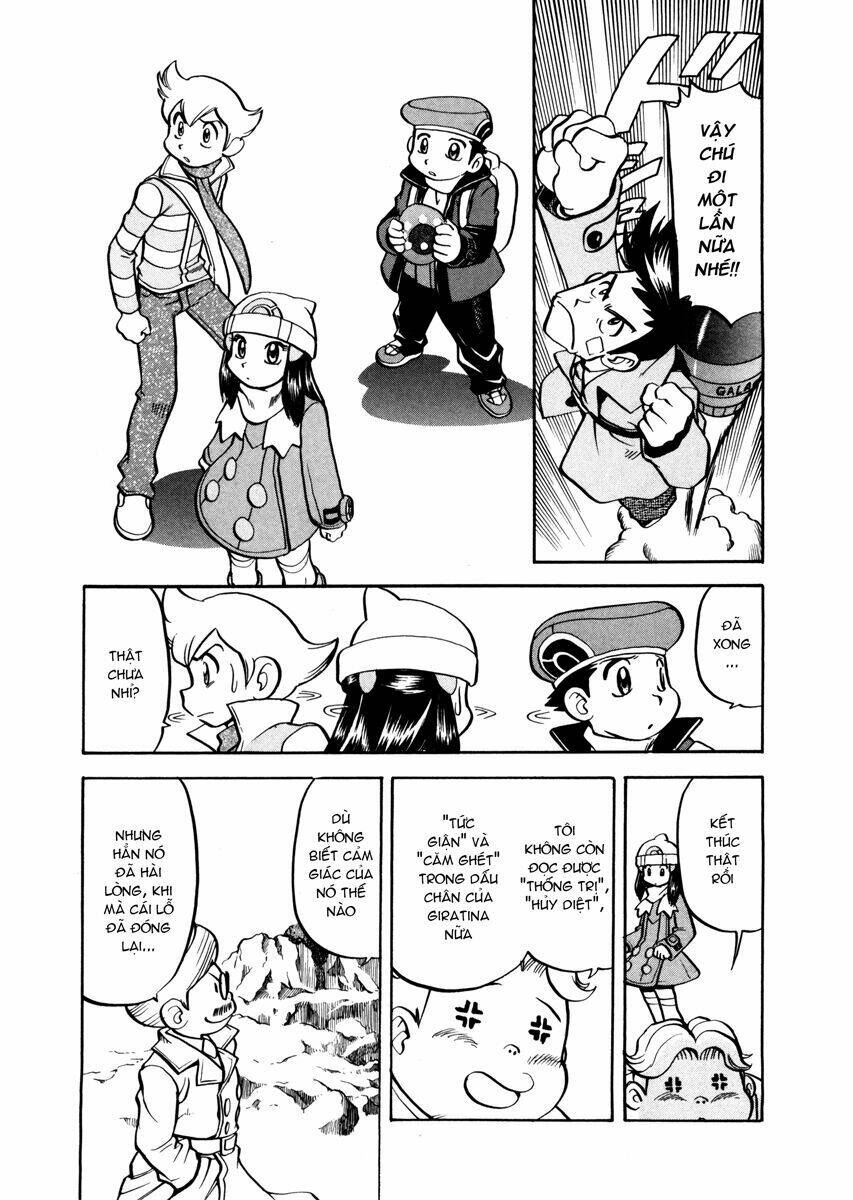 VẬY
CHÚ
ĐI
MỘT
LẦN
NỮA
NHÉ!!
ド
GALA
ĐÃ
XONG
...
THẬT
CHƯA
NHỈ?
KẾT
THÚC
THẬT
RỒI
TÔI
KHÔNG CÒN
ĐỌC ĐƯỢC
"THỐNG TRỊ",
"HỦY DIỆT",
"TỨC
GIẬN" VÀ
"CĂM GHÉT"
TRONG DẤU
CHÂN CỦA
GIRATINA
NỮA
DÙ
KHÔNG
BIẾT CẢM
GIÁC CỦA
NÓ THẾ
NÀO
NHƯNG
HẲN NÓ
ĐÃ HÀI
LÒNG, KHI
MÀ CÁI LỖ
ĐÃ ĐÓNG
LẠI...